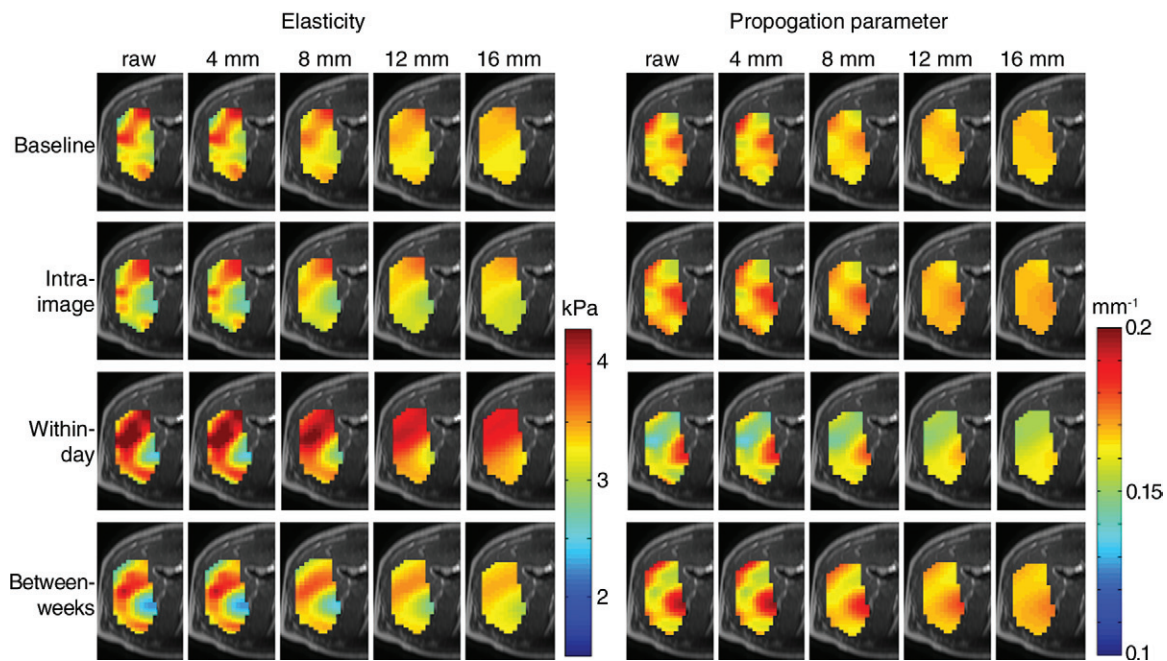 Elasticity
Propogation parameter
raw 4 mm 8 mm 12 mm 16 mm
raw 4 mm 8 mm 12 mm 16 mm
Baseline
Intra-
image
kPa
mm⁻¹
0.2
4
Within-
day
3
0.15
Between-
weeks
2
0.1